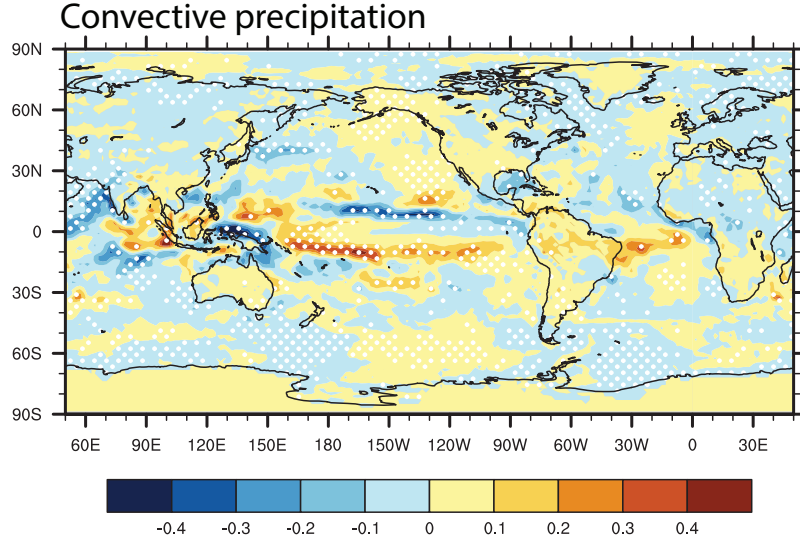 Convective precipitation
90N
60N
30N
0
30S
60S
90S
60E 90E 120E 150E 180 150W 120W 90W 60W 30W 0 30E
-0.4 -0.3 -0.2 -0.1 0 0.1 0.2 0.3 0.4